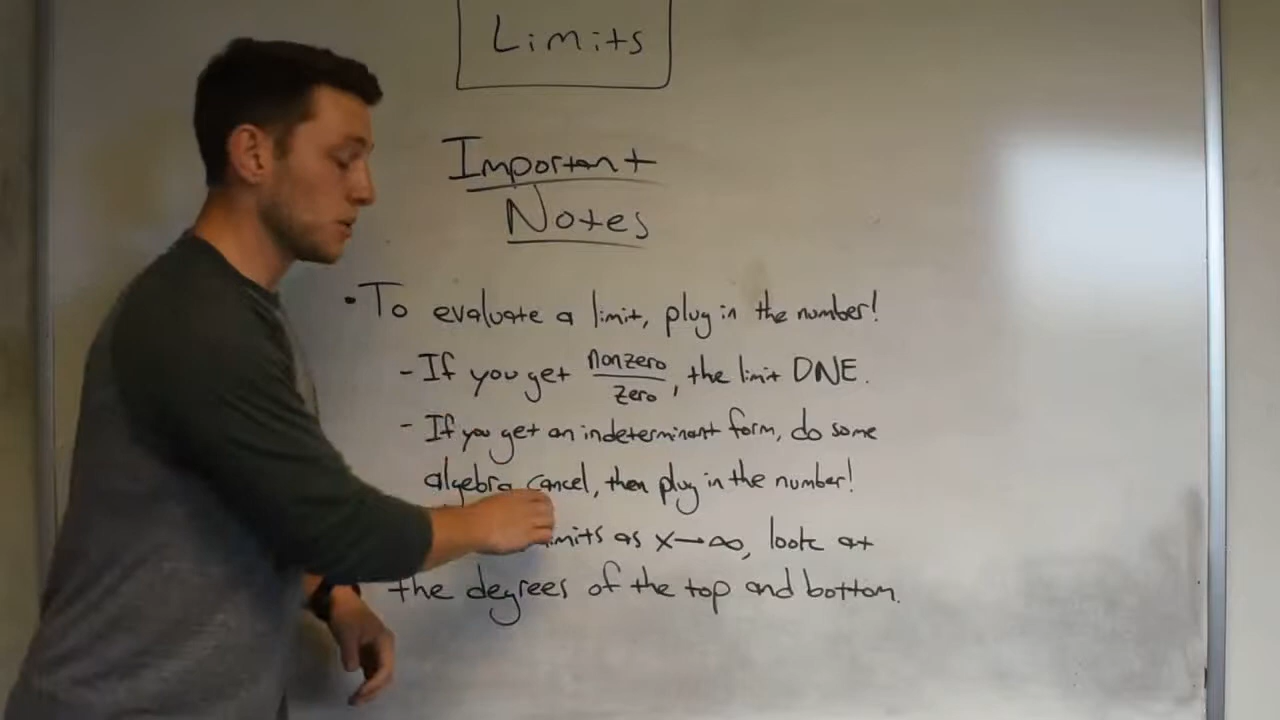 Limits
Important
Notes
• To evaluate a limit, plug in the number!
- If you get nonzero/zero, the limit DNE.
- If you get an indeterminant form, do some
algebra cancel, then plug in the number!
limits as x→∞, look at
the degrees of the top and bottom.